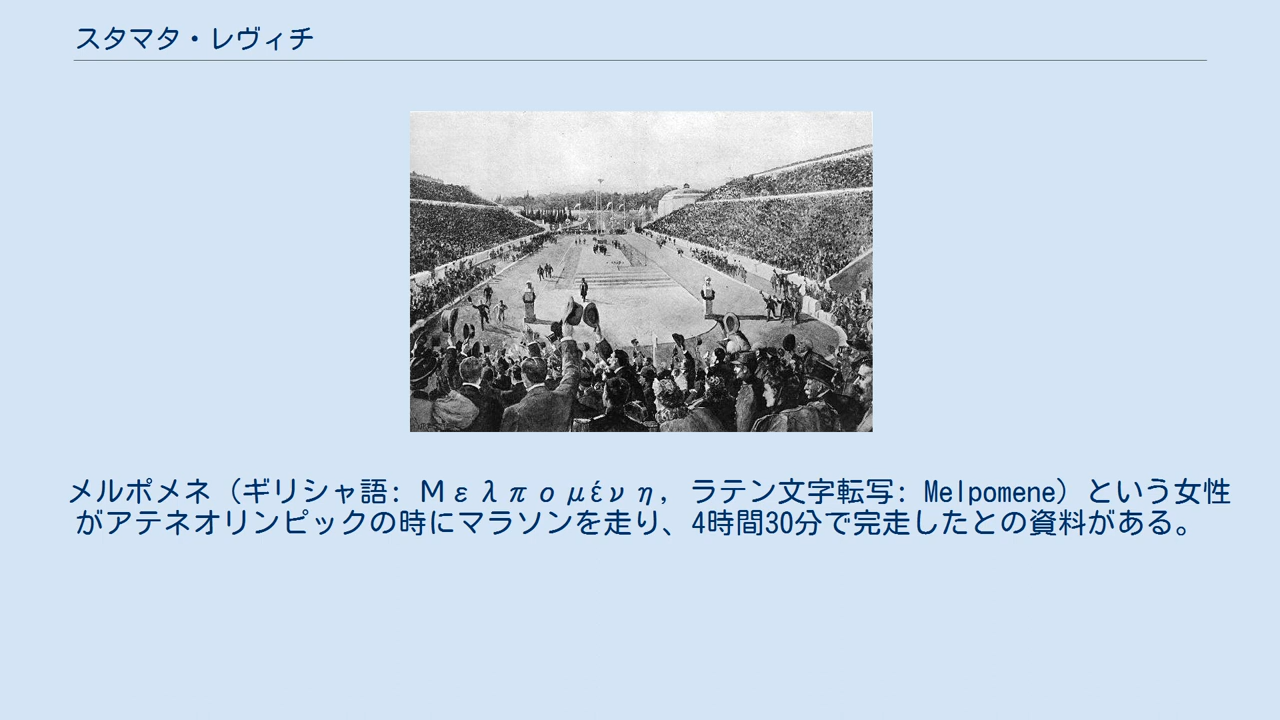 スタマタ・レヴィチ
メルポメネ（ギリシャ語: Μελπομένη, ラテン文字転写: Melpomene）という女性
がアテネオリンピックの時にマラソンを走り、4時間30分で完走したとの資料がある。